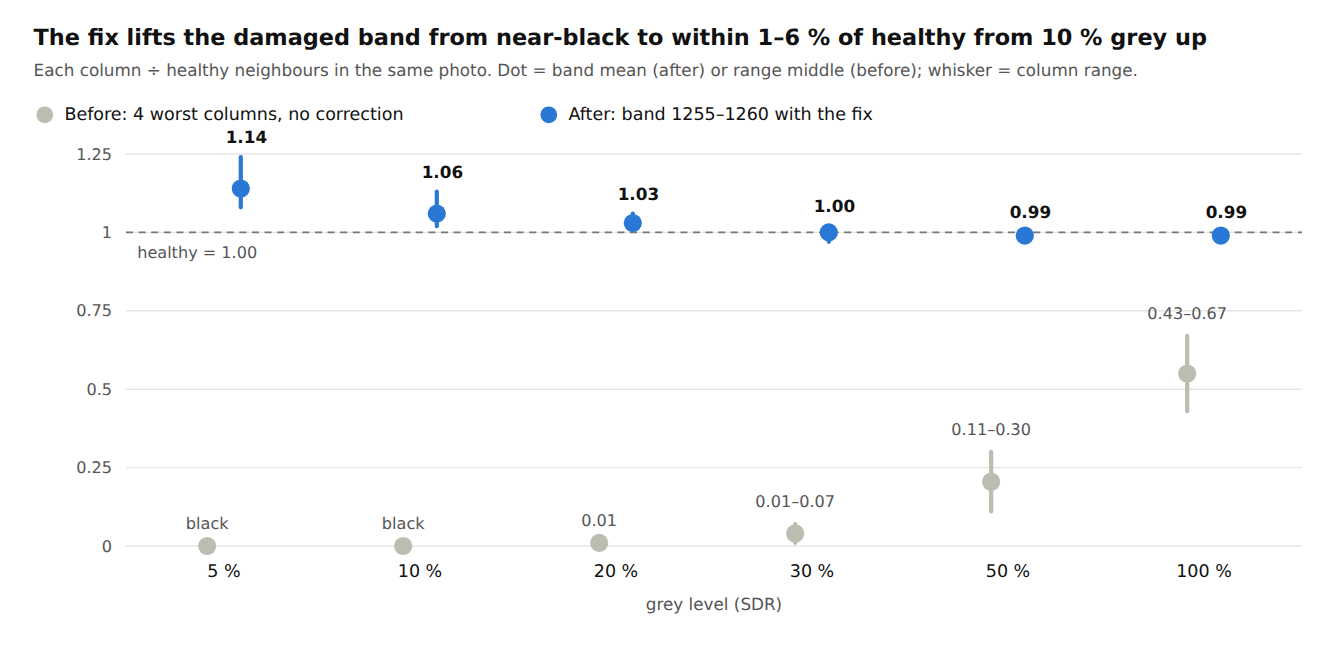 The fix lifts the damaged band from near-black to within 1–6 % of healthy from 10 % grey up
Each column ÷ healthy neighbours in the same photo. Dot = band mean (after) or range middle (before); whisker = column range.
Before: 4 worst columns, no correction
After: band 1255–1260 with the fix
1.14
1.25
1.06
1.03
1.00
0.99
0.99
1
healthy = 1.00
0.75
0.43–0.67
0.5
0.11–0.30
0.25
0.01–0.07
black
black
0.01
0
5 %
10 %
20 %
30 %
50 %
100 %
grey level (SDR)